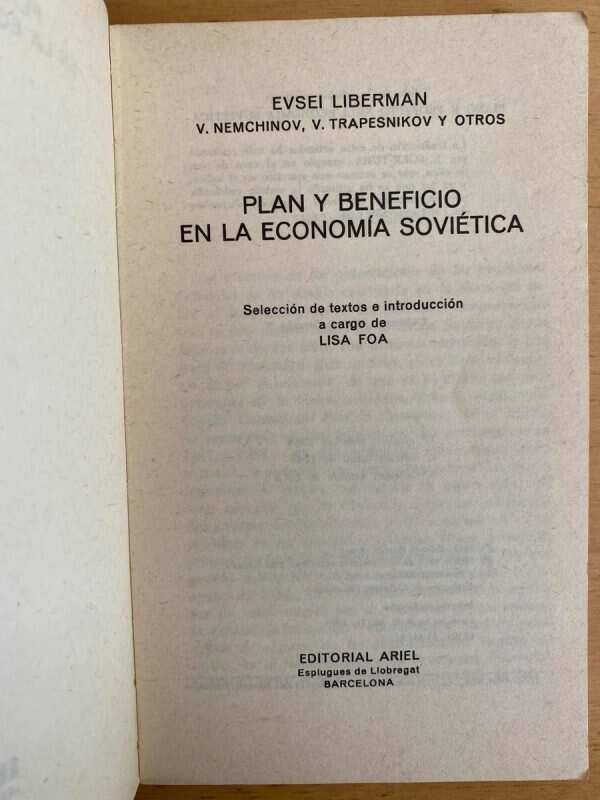 EVSEI LIBERMAN
V. NEMCHINOV, V. TRAPESNIKOV Y OTROS
PLAN Y BENEFICIO
EN LA ECONOMÍA SOVIÉTICA
Selección de textos e introducción
a cargo de
LISA FOA
EDITORIAL ARIEL
Esplugues de Llobregat
BARCELONA